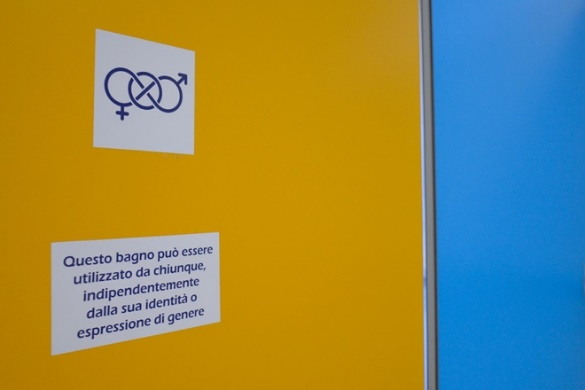 Questo bagno può essere
utilizzato da chiunque,
indipendentemente
dalla sua identità o
espressione di genere